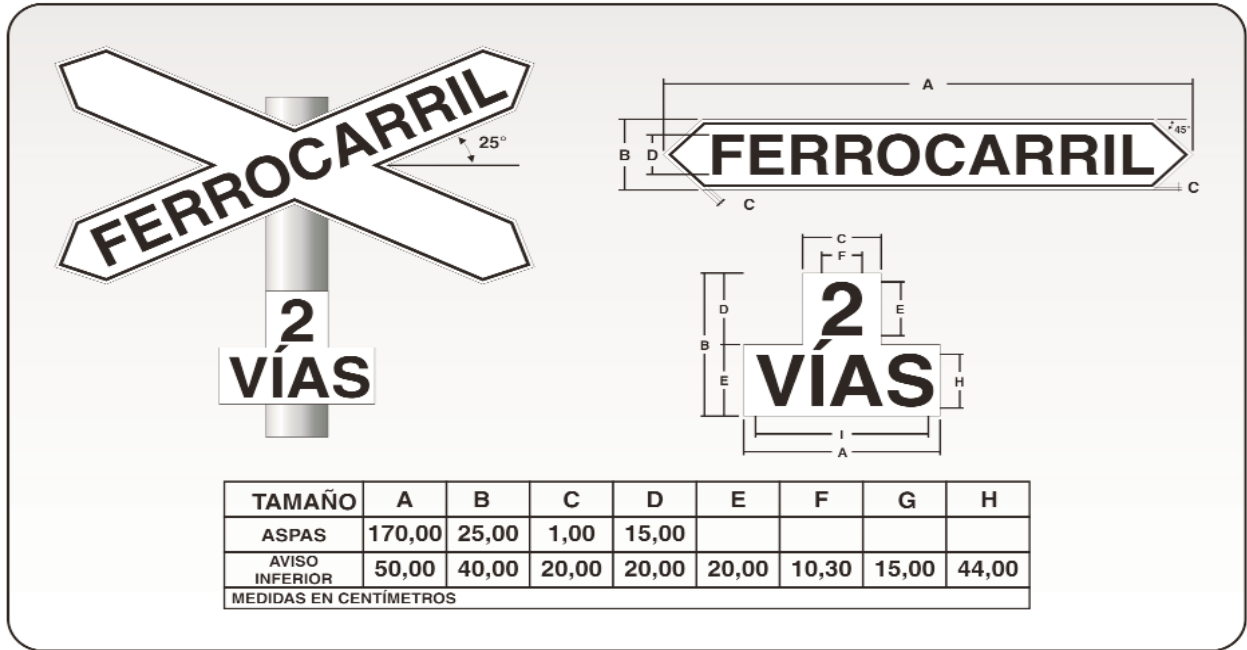 FERROCARRIL
25°
2
VÍAS
A
B
D
FERROCARRIL
45°
C
C
C
F
D
B
E
2
E
VÍAS
H
I
A
TAMAÑO A B C D E F G H
ASPAS 170,00 25,00 1,00 15,00
AVISO INFERIOR 50,00 40,00 20,00 20,00 20,00 10,30 15,00 44,00
MEDIDAS EN CENTÍMETROS